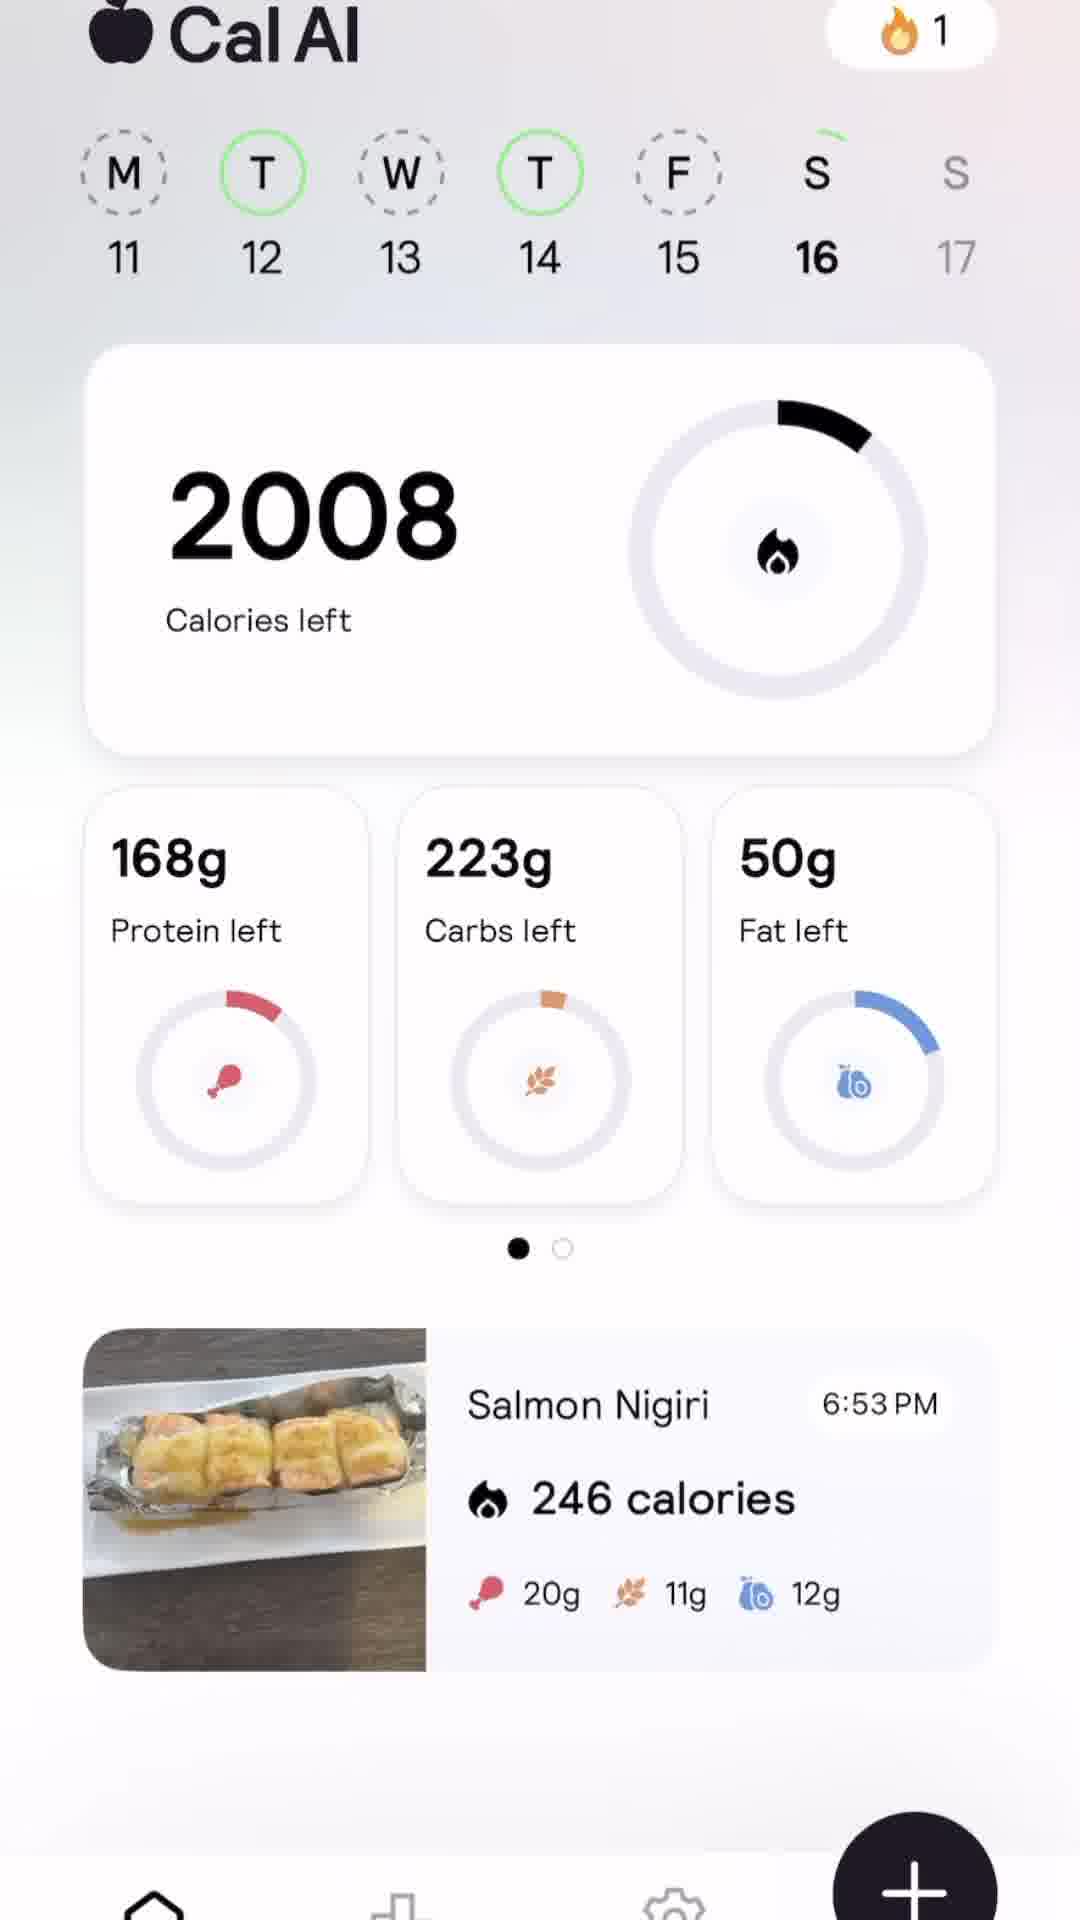 Cal AI
1
M T W T F S S
11 12 13 14 15 16 17
2008
Calories left
168g
Protein left
223g
Carbs left
50g
Fat left
Salmon Nigiri
6:53 PM
246 calories
20g 11g 12g